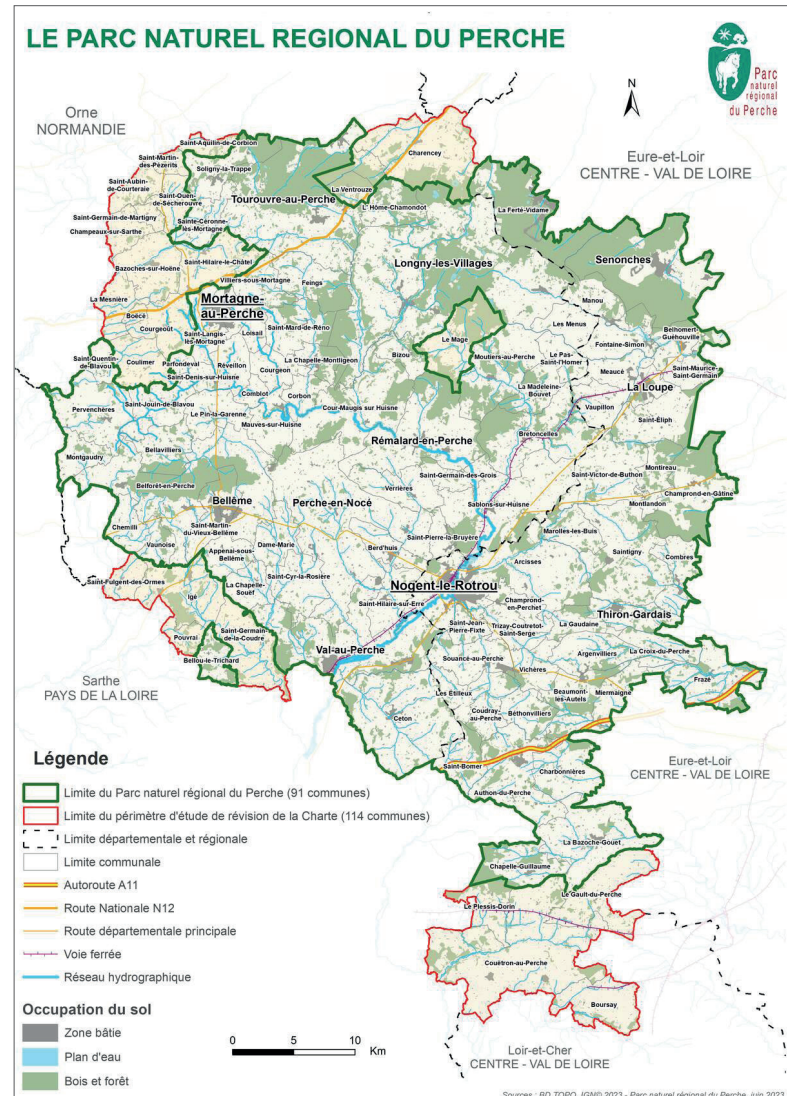 LE PARC NATUREL REGIONAL DU PERCHE
Parc
naturel
régional
du Perche
N
Orne
NORMANDIE
Eure-et-Loir
CENTRE - VAL DE LOIRE
Saint-Aquilin-de-Corbion
Charencey
Saint-Martin
des-Pézerits
Soligny-la-Trappe
Saint-Aubin-
de-Courteraie
La Ventrouze
Saint-Ouen-
de-Sécherouvre
Tourouvre-au-Perche
L' Hôme-Chamondot
La Ferté-Vidame
Saint-Germain-de-Martigny
Sainte-Céronne-
lès-Mortagne
Champeaux-sur-Sarthe
Senonches
Saint-Hilaire-le-Châtel
Longny-les-Villages
Bazoches-sur-Hoëne
Villiers-sous-Mortagne
Feings
Manou
La Mesnière
Mortagne-
au-Perche
Boëcé
Saint-Mard-de-Réno
Les Menus
Courgeoût
Saint-Langis-
lès-Mortagne
Loisail
Le Mage
Fontaine-Simon
Belhomert-
Guéhouville
Saint-Quentin-
de-Blavou
Coulimer
Parfondeval
Réveillon
La Chapelle-Montligeon
Bizou
Moutiers-au-Perche
Le Pas-
Saint-l'Homer
Meaucé
Saint-Maurice-
Saint-Germain
Saint-Denis-sur-Huisne
Courgeon
La Madeleine-
Bouvet
La Loupe
Pervenchères
Saint-Jouin-de-Blavou
Comblot
Corbon
Vaupillon
Le Pin-la-Garenne
Cour-Maugis sur Huisne
Mauves-sur-Huisne
Bretoncelles
Saint-Éliph
Montgaudry
Bellavilliers
Rémalard-en-Perche
Saint-Germain-des-Grois
Saint-Victor-de-Buthon
Montireau
Belforêt-en-Perche
Verrières
Champrond-en-Gâtine
Bellême
Perche-en-Nocé
Sablons-sur-Huisne
Montlandon
Chemilli
Saint-Martin-
du-Vieux-Bellême
Saint-Pierre-la-Bruyère
Marolles-les-Buis
Vaunoise
Appenai-sous-
Bellême
Dame-Marie
Berd'huis
Saintigny
Combres
Arcisses
Saint-Fulgent-des-Ormes
Saint-Cyr-la-Rosière
Nogent-le-Rotrou
Igé
La Chapelle-
Souëf
Saint-Hilaire-sur-Erre
Champrond-
en-Perchet
Thiron-Gardais
Saint-Jean-
Pierre-Fixte
Trizay-Coutretot-
Saint-Serge
La Gaudaine
Pouvrai
Saint-Germain-
de-la-Coudre
Val-au-Perche
Souancé-au-Perche
Argenvilliers
La Croix-du-Perche
Bellou-le-Trichard
Vichères
Frazé
Sarthe
PAYS DE LA LOIRE
Les Étilleux
Beaumont-
les-Autels
Miermaigne
Ceton
Coudray-
au-Perche
Béthonvilliers
Eure-et-Loir
CENTRE - VAL DE LOIRE
Saint-Bomer
Charbonnières
Authon-du-Perche
La Bazoche-Gouet
Chapelle-Guillaume
Le Gault-du-Perche
Le Plessis-Dorin
Couëtron-au-Perche
Boursay
Loir-et-Cher
CENTRE - VAL DE LOIRE
Légende
Limite du Parc naturel régional du Perche (91 communes)
Limite du périmètre d'étude de révision de la Charte (114 communes)
Limite départementale et régionale
Limite communale
Autoroute A11
Route Nationale N12
Route départementale principale
Voie ferrée
Réseau hydrographique
Occupation du sol
Zone bâtie
Plan d'eau
Bois et forêt
0 5 10
Km
Sources : BD TOPO, IGN© 2023 - Parc naturel régional du Perche, juin 2023